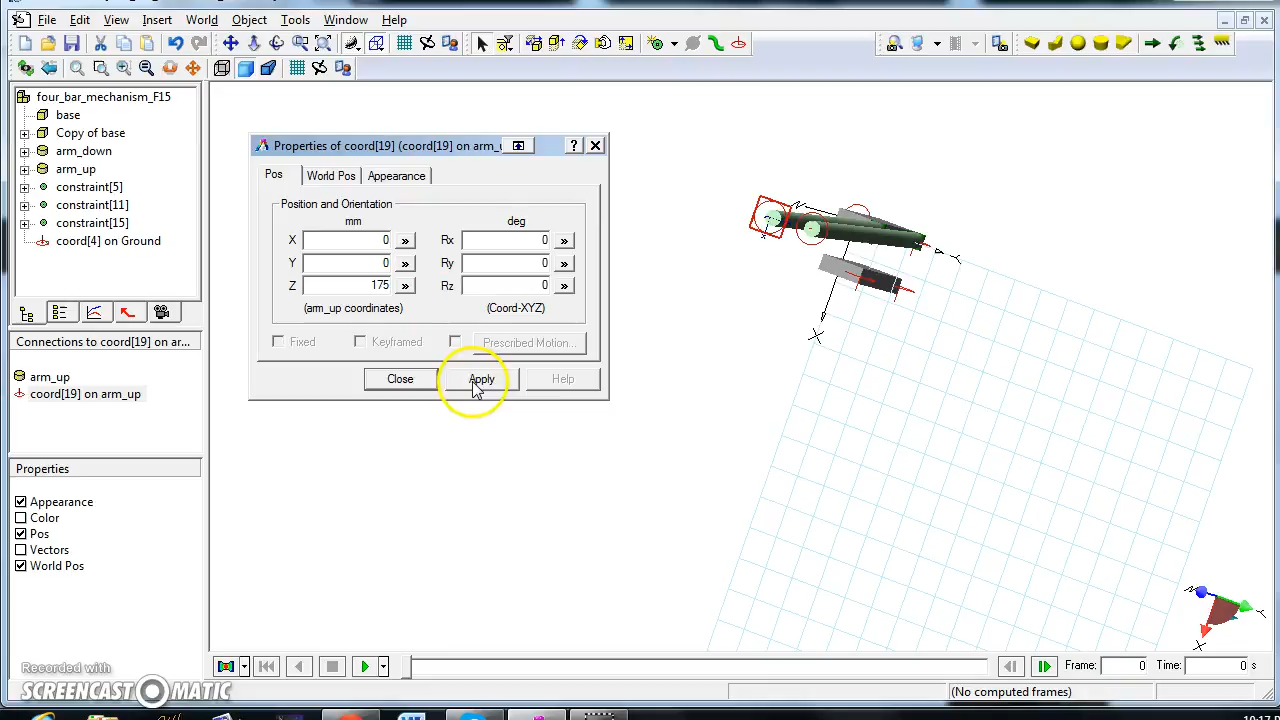 File Edit View Insert World Object Tools Window Help
four_bar_mechanism_F15
base
Copy of base
arm_down
arm_up
constraint[5]
constraint[11]
constraint[15]
coord[4] on Ground
Connections to coord[19] on ar...
arm_up
coord[19] on arm_up
Properties
Appearance
Color
Pos
Vectors
World Pos
Properties of coord[19] (coord[19] on arm_u
Pos World Pos Appearance
Position and Orientation
mm deg
X 0 » Rx 0 »
Y 0 » Ry 0 »
Z 175 » Rz 0 »
(arm_up coordinates) (Coord-XYZ)
Fixed Keyframed Prescribed Motion...
Close Apply Help
X
Y
X
Y
X
Frame: 0 Time: 0 s
(No computed frames)
Recorded with
SCREENCAST MATIC